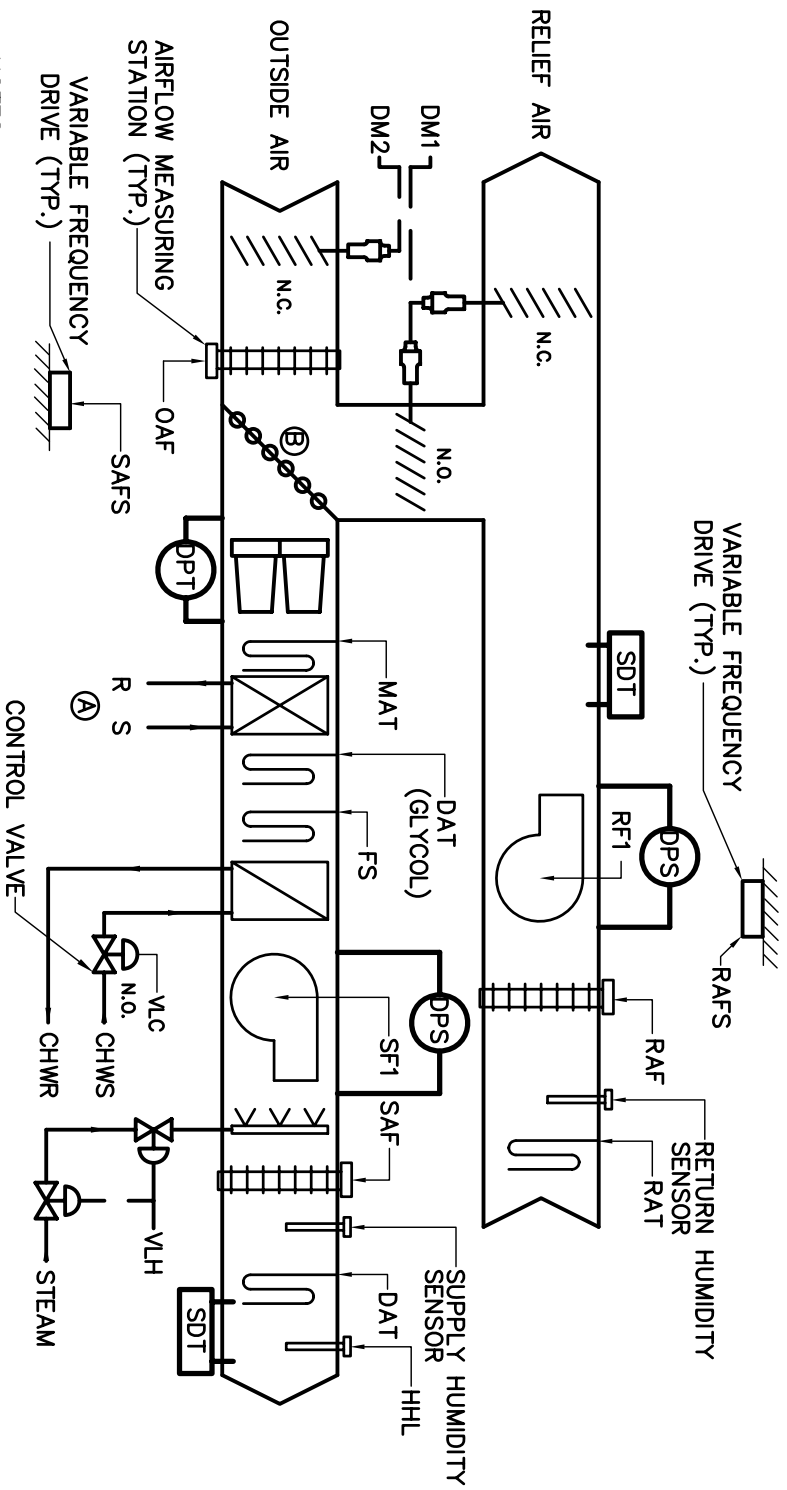 RELIEF AIR
OUTSIDE AIR
DM1
DM2
N.C.
N.C.
N.O.
AIRFLOW MEASURING
STATION (TYP.)
OAF
VARIABLE FREQUENCY
DRIVE (TYP.)
SAFS
B
VARIABLE FREQUENCY
DRIVE (TYP.)
RAFS
SDT
DPS
RF1
RAF
RETURN HUMIDITY
SENSOR
RAT
DPT
MAT
R
S
A
DAT
(GLYCOL)
FS
CONTROL VALVE
VLC
N.O.
CHWS
CHWR
DPS
SF1
SAF
VLH
STEAM
SUPPLY HUMIDITY
SENSOR
DAT
HHL
SDT